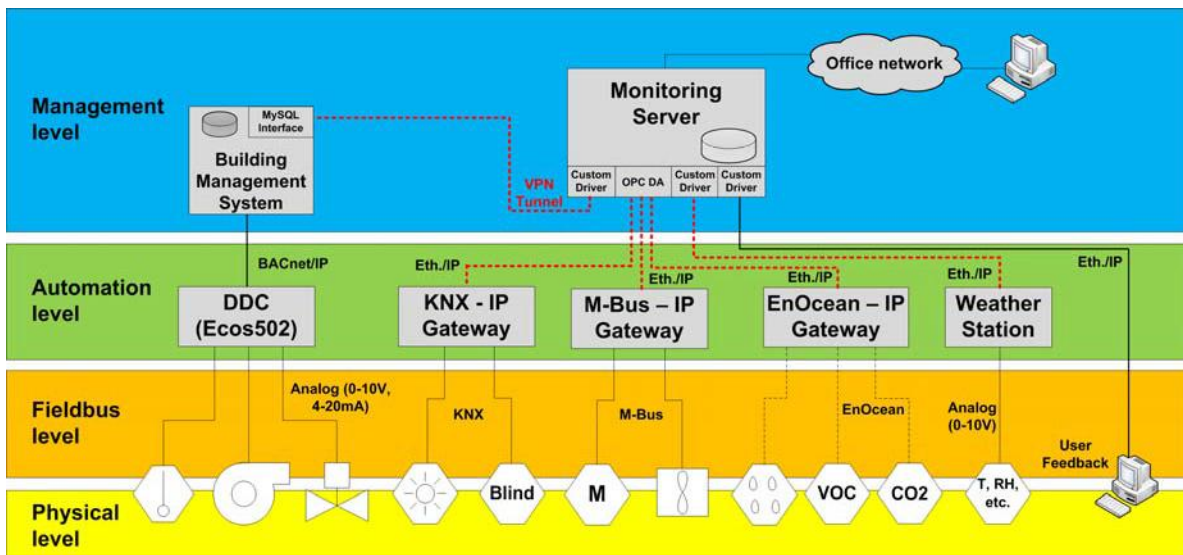 Management
level
MySQL
Interface
Building
Management
System
VPN
Tunnel
Monitoring
Server
Custom
Driver
OPC DA
Custom
Driver
Custom
Driver
Office network
Automation
level
BACnet/IP
DDC
(Ecos502)
Eth./IP
KNX - IP
Gateway
Eth./IP
M-Bus – IP
Gateway
Eth./IP
EnOcean – IP
Gateway
Eth./IP
Weather
Station
Eth./IP
Fieldbus
level
Analog (0-10V,
4-20mA)
KNX
M-Bus
EnOcean
Analog
(0-10V)
User
Feedback
Physical
level
Blind
M
VOC
CO2
T, RH,
etc.